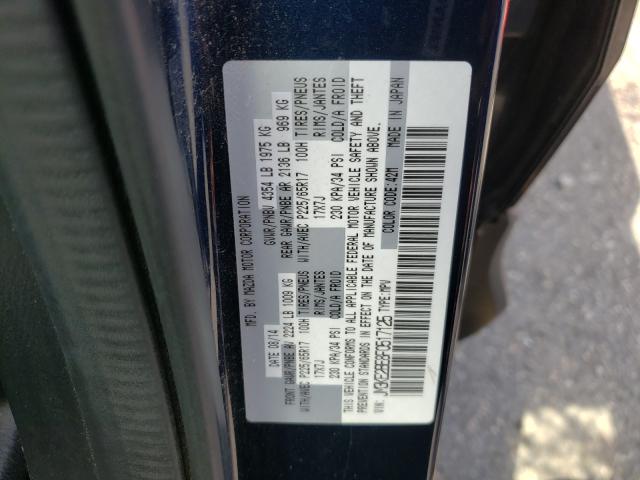 MFD. BY MAZDA MOTOR CORPORATION
DATE 08/14 GVWR/PNBV 4354 LB 1975 KG
FRONT GAWR/PNBE AV 2224 LB 1009 KG REAR GAWR/PNBE AR 2136 LB 969 KG
WITH/AVEC P225/65R17 100H TIRES/PNEUS WITH/AVEC P225/65R17 100H TIRES/PNEUS
17X7J RIMS/JANTES 17X7J RIMS/JANTES
230 KPA/34 PSI COLD/A FROID 230 KPA/34 PSI COLD/A FROID
THIS VEHICLE CONFORMS TO ALL APPLICABLE FEDERAL MOTOR VEHICLE SAFETY AND THEFT
PREVENTION STANDARDS IN EFFECT ON THE DATE OF MANUFACTURE SHOWN ABOVE.
COLOR CODE:42M MADE IN JAPAN
VIN: TYPE:MPV